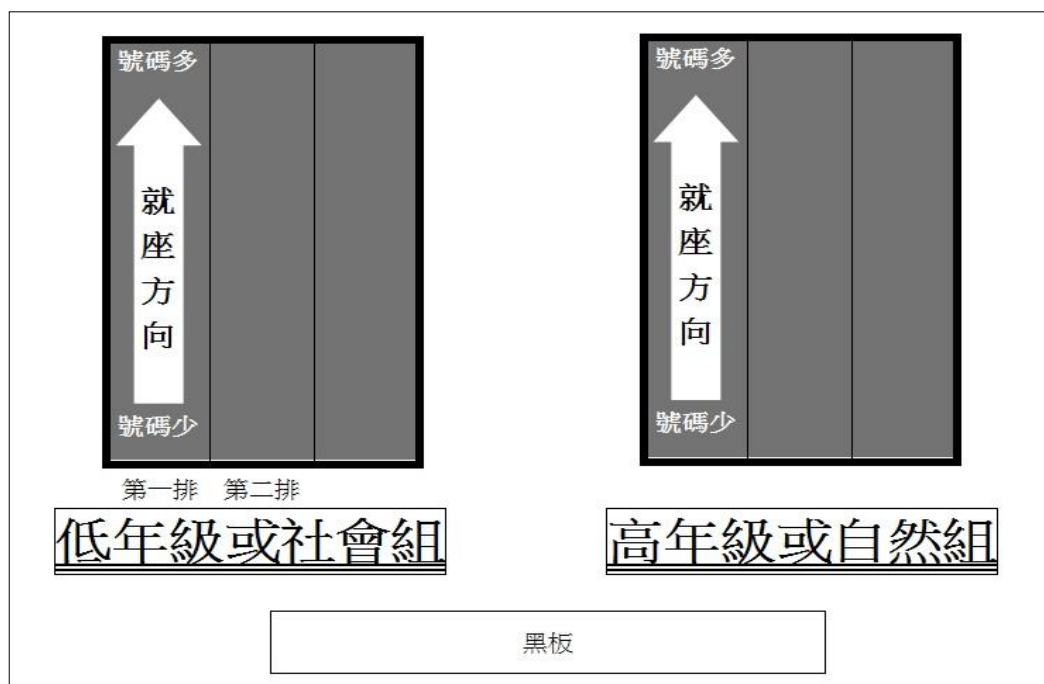 號碼多
就座方向
號碼少
第一排 第二排
低年級或社會組
號碼多
就座方向
號碼少
高年級或自然組
黑板